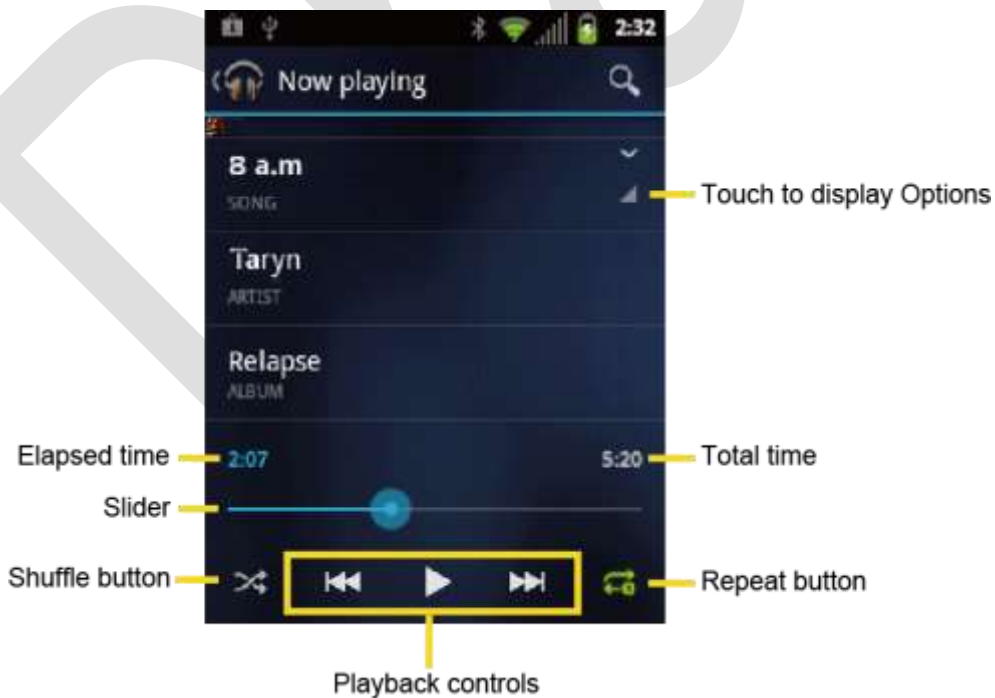 2:32
Now playing
8 a.m
SONG
Touch to display Options
Taryn
ARTIST
Relapse
ALBUM
Elapsed time
2:07
5:20
Total time
Slider
Shuffle button
Repeat button
Playback controls